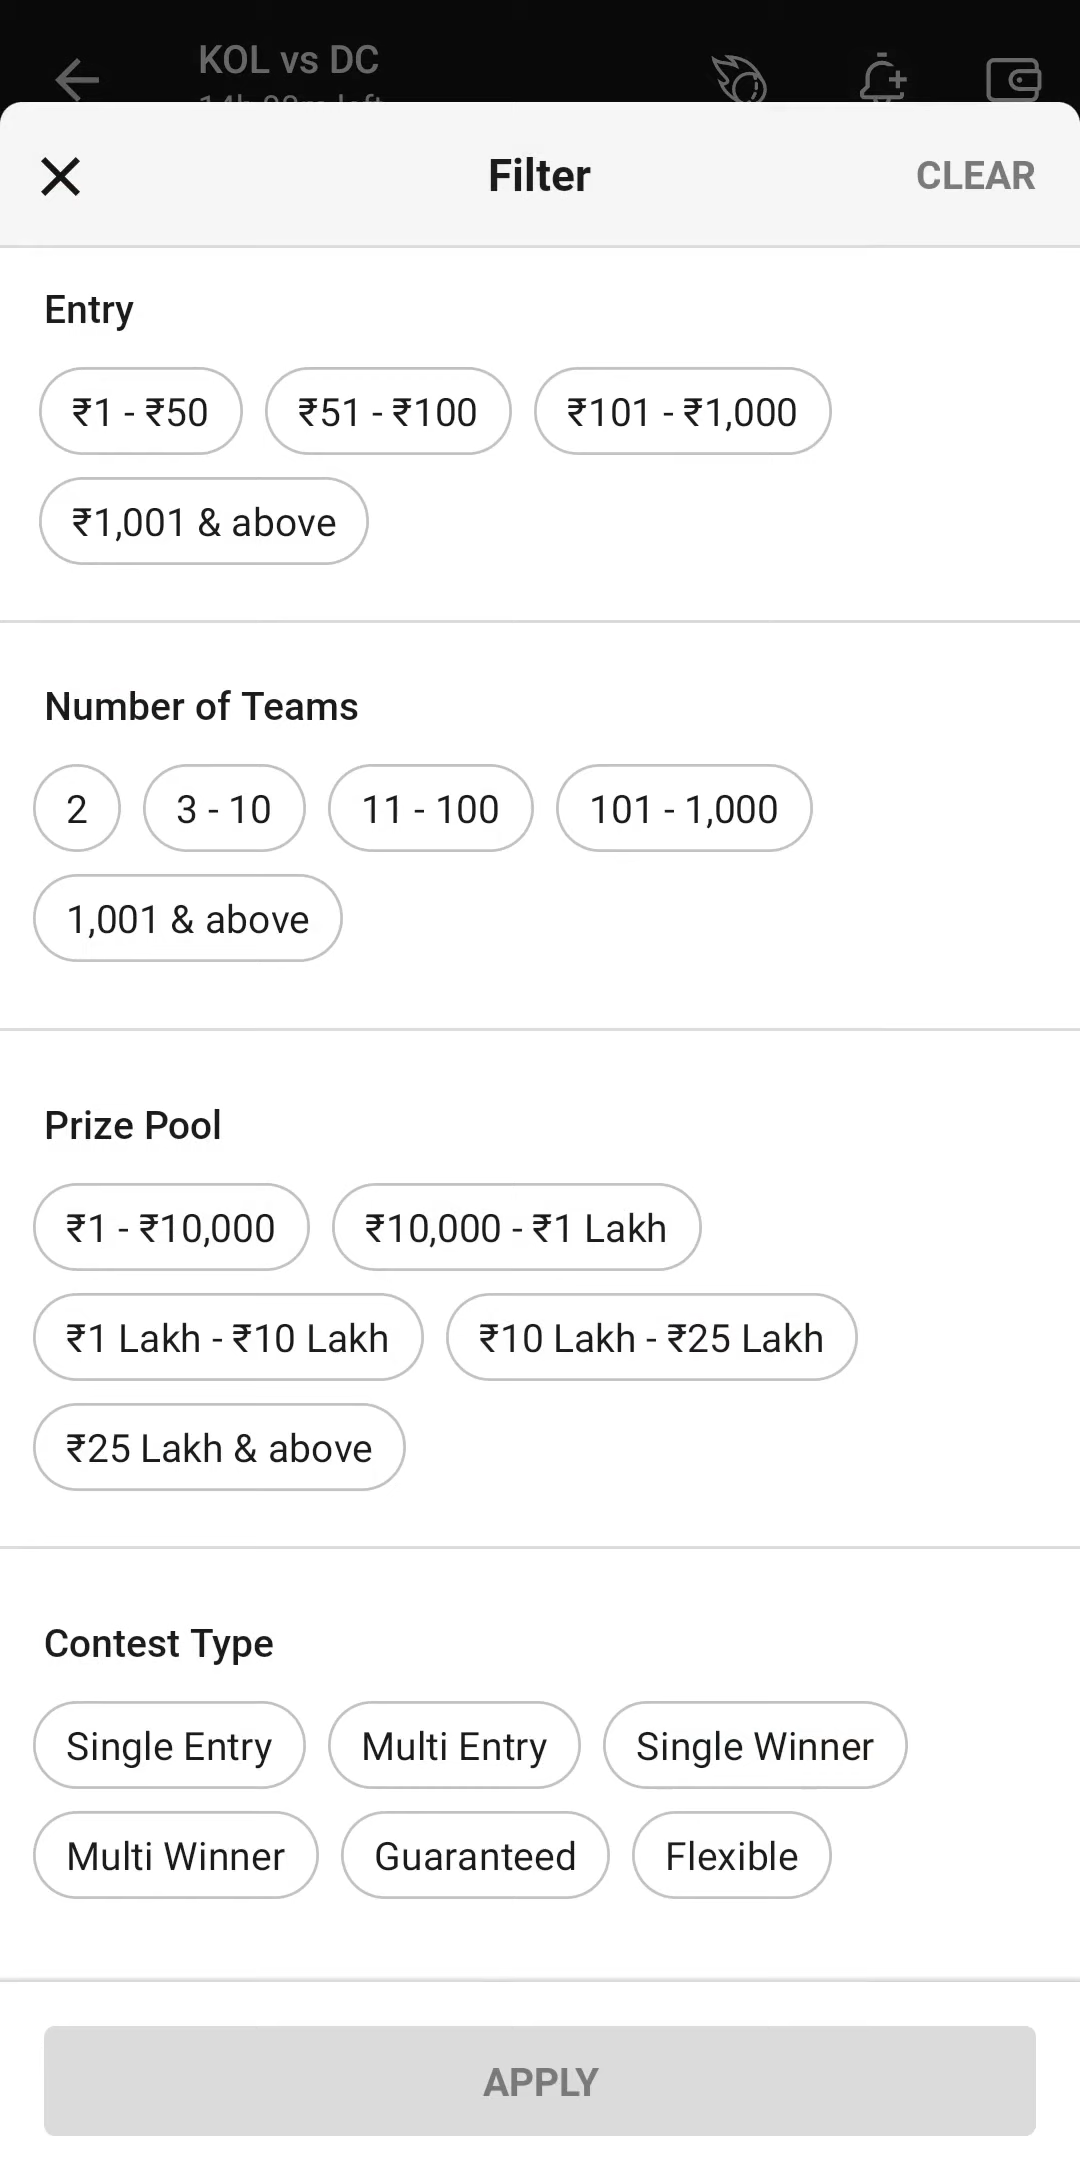 KOL vs DC
Filter
CLEAR
Entry
₹1 - ₹50
₹51 - ₹100
₹101 - ₹1,000
₹1,001 & above
Number of Teams
2
3 - 10
11 - 100
101 - 1,000
1,001 & above
Prize Pool
₹1 - ₹10,000
₹10,000 - ₹1 Lakh
₹1 Lakh - ₹10 Lakh
₹10 Lakh - ₹25 Lakh
₹25 Lakh & above
Contest Type
Single Entry
Multi Entry
Single Winner
Multi Winner
Guaranteed
Flexible
APPLY